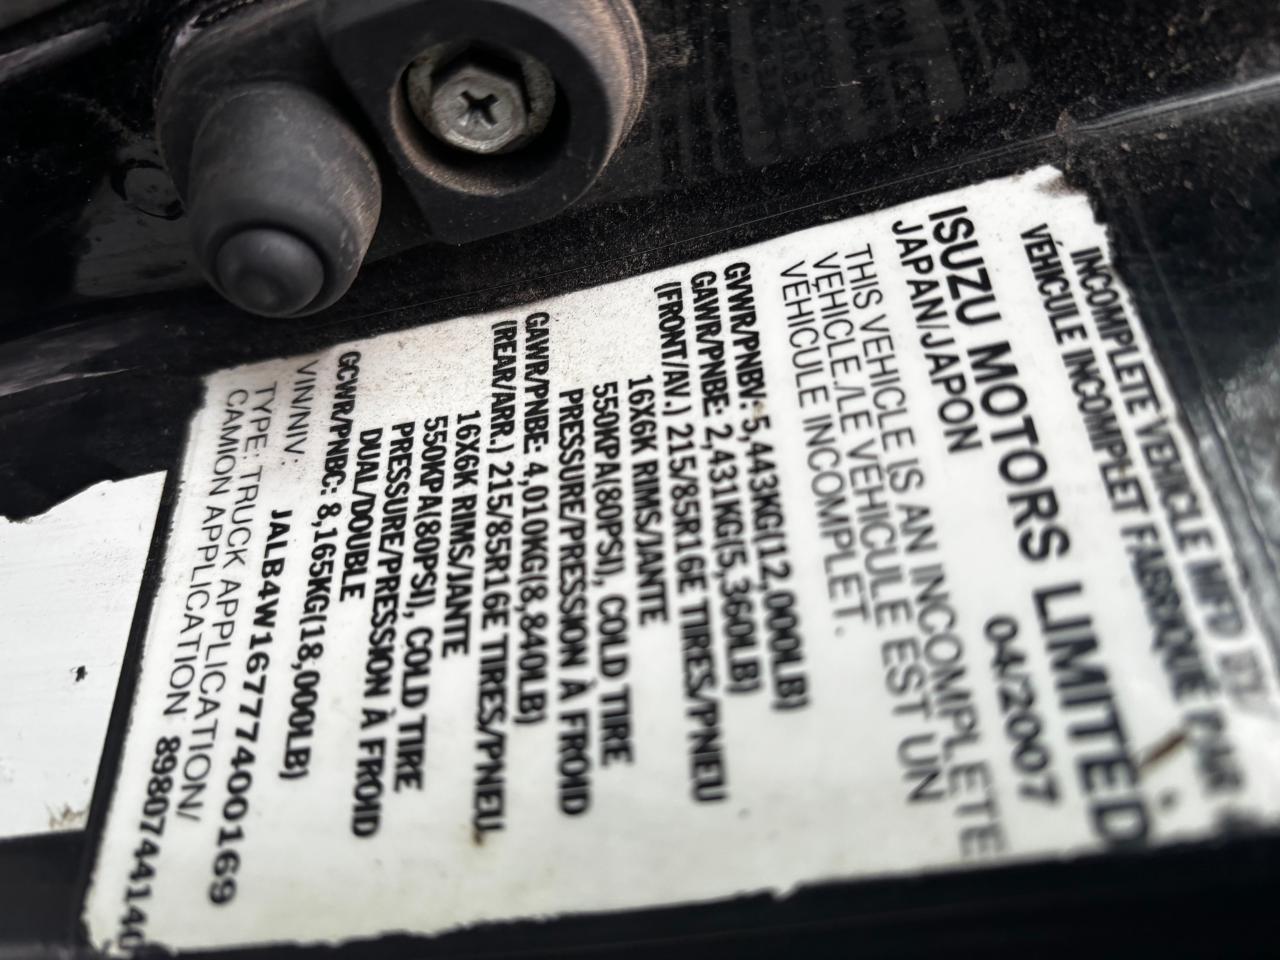 INCOMPLETE VEHICLE MFD BY
VÉHICULE INCOMPLET FABRIQUÉ PAR
ISUZU MOTORS LIMITED
JAPAN/JAPON 04/2007
THIS VEHICLE IS AN INCOMPLETE
VEHICLE./LE VÉHICULE EST UN
VÉHICULE INCOMPLET.
GVWR/PNBV: 5,443KG(12,000LB)
GAWR/PNBE: 2,431KG(5,360LB)
(FRONT/AV.) 215/85R16E TIRES/PNEU
16X6K RIMS/JANTE
550KPA(80PSI), COLD TIRE
PRESSURE/PRESSION À FROID
GAWR/PNBE: 4,010KG(8,840LB)
(REAR/ARR.) 215/85R16E TIRES/PNEU
16X6K RIMS/JANTE
550KPA(80PSI), COLD TIRE
PRESSURE/PRESSION À FROID
DUAL/DOUBLE
GCWR/PNBC: 8,165KG(18,000LB)
VIN/NIV:
JALB4W16777400169
TYPE: TRUCK APPLICATION/
CAMION APPLICATION 8980744140